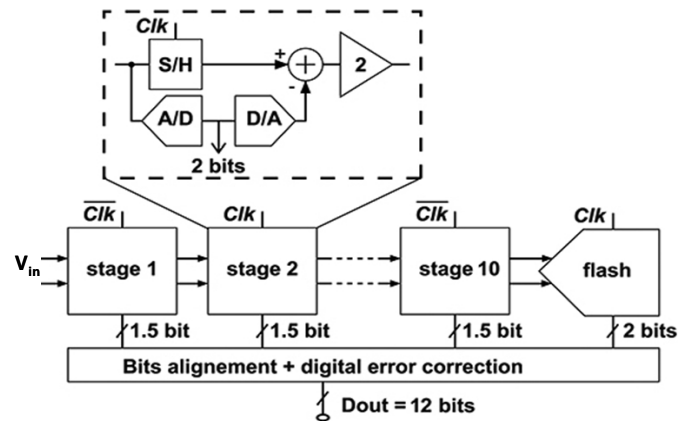 Clk
S/H
+
+
2
-
A/D
D/A
2 bits
Clk
Clk
Clk
Clk
Vin
stage 1
stage 2
stage 10
flash
1.5 bit
1.5 bit
1.5 bit
2 bits
Bits alignement + digital error correction
Dout = 12 bits